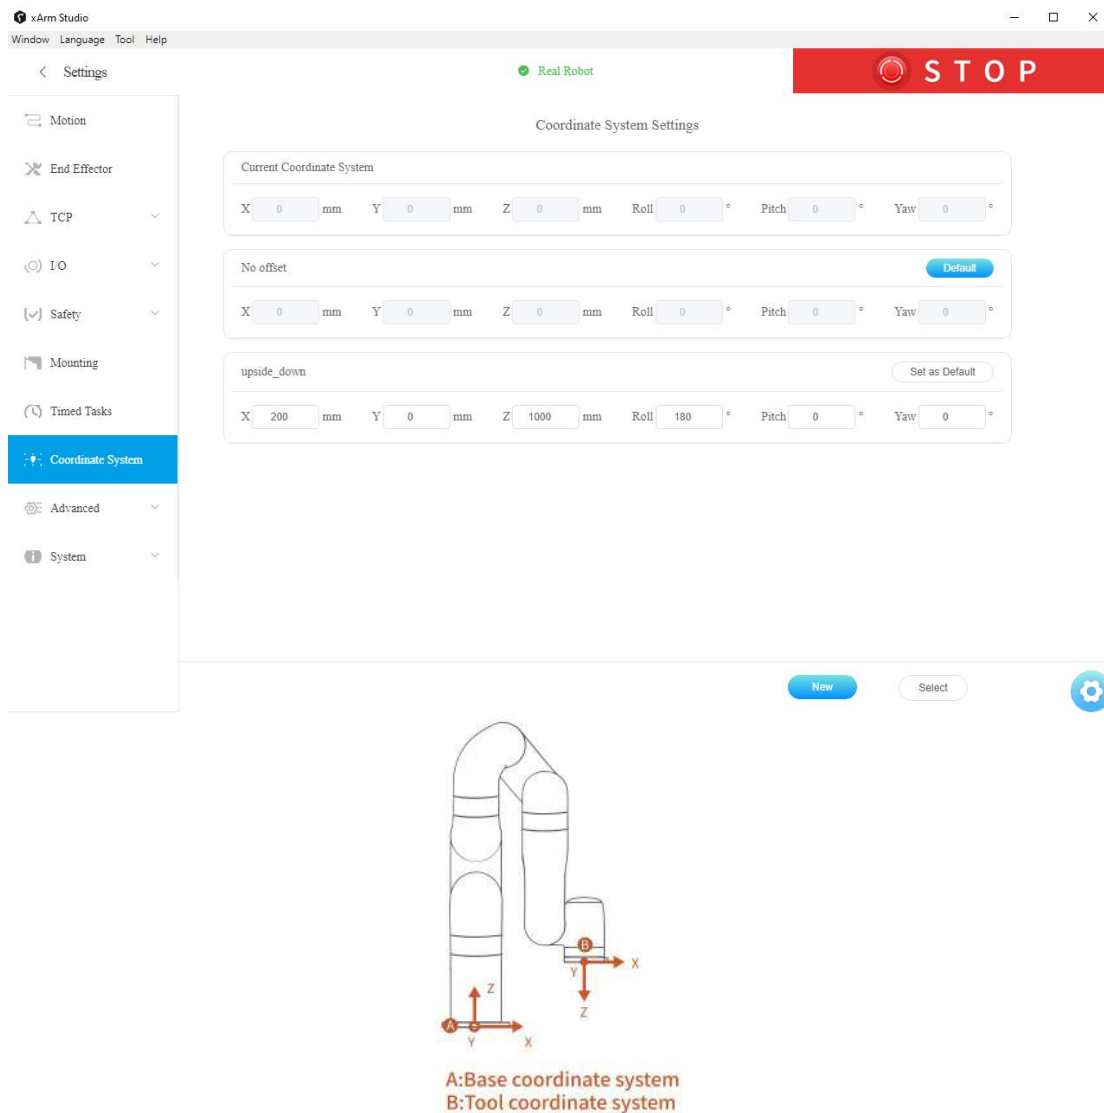 xArm Studio
Window Language Tool Help
Settings
Real Robot
STOP
Motion
End Effector
TCP
I/O
Safety
Mounting
Timed Tasks
Coordinate System
Advanced
System
Coordinate System Settings
Current Coordinate System
X 0 mm Y 0 mm Z 0 mm Roll 0 ° Pitch 0 ° Yaw 0 °
No offset Default
X 0 mm Y 0 mm Z 0 mm Roll 0 ° Pitch 0 ° Yaw 0 °
upside_down Set as Default
X 200 mm Y 0 mm Z 1000 mm Roll 180 ° Pitch 0 ° Yaw 0 °
New Select
B
X
Y
Z
Z
A
Y
X
A:Base coordinate system
B:Tool coordinate system